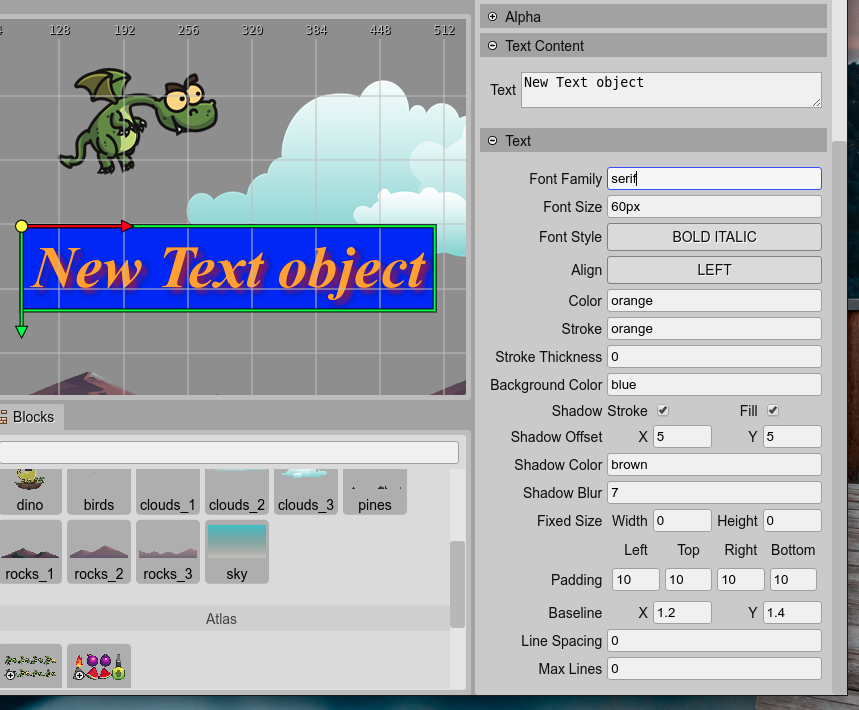 128 192 256 320 384 448 512
New Text object
Blocks
dino birds clouds_1 clouds_2 clouds_3 pines
rocks_1 rocks_2 rocks_3 sky
Atlas
Alpha
Text Content
Text New Text object
Text
Font Family serif
Font Size 60px
Font Style BOLD ITALIC
Align LEFT
Color orange
Stroke orange
Stroke Thickness 0
Background Color blue
Shadow Stroke Fill
Shadow Offset X 5 Y 5
Shadow Color brown
Shadow Blur 7
Fixed Size Width 0 Height 0
Left Top Right Bottom
Padding 10 10 10 10
Baseline X 1.2 Y 1.4
Line Spacing 0
Max Lines 0